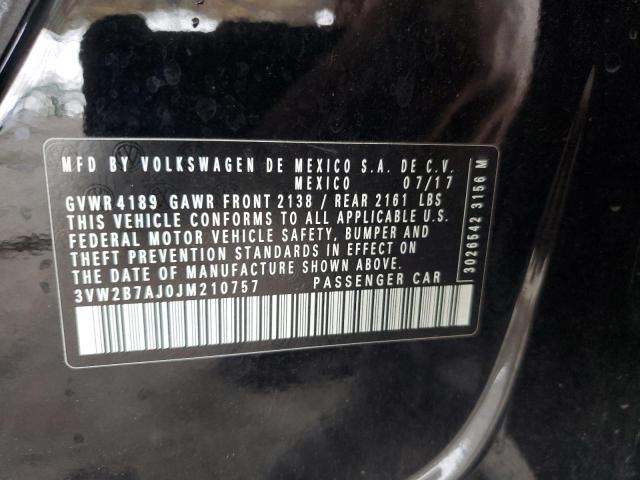 MFD BY VOLKSWAGEN DE MEXICO S.A. DE C.V.
MEXICO 07/17
GVWR 4189 GAWR FRONT 2138 / REAR 2161 LBS
THIS VEHICLE CONFORMS TO ALL APPLICABLE U.S.
FEDERAL MOTOR VEHICLE SAFETY, BUMPER AND
THEFT PREVENTION STANDARDS IN EFFECT ON
THE DATE OF MANUFACTURE SHOWN ABOVE.
3VW2B7AJ0JM210757 PASSENGER CAR
3026542 3156 M